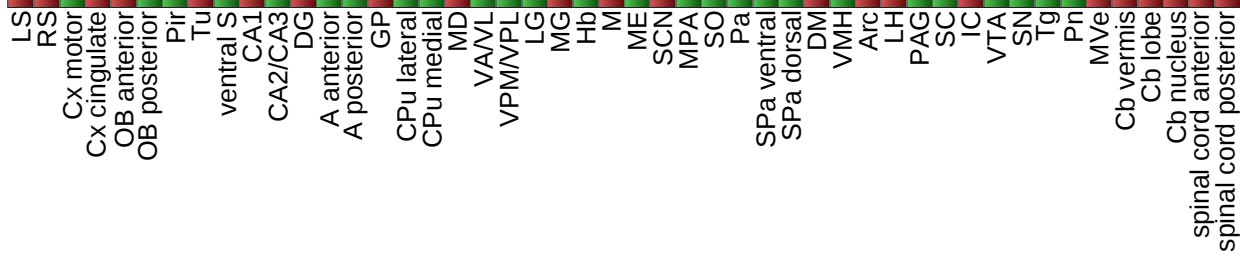 LS
RS
Cx motor
Cx cingulate
OB anterior
OB posterior
Pir
Tu
ventral S
CA1
CA2/CA3
DG
A anterior
A posterior
GP
CPu lateral
CPu medial
MD
VA/VL
VPM/VPL
LG
MG
Hb
M
ME
SCN
MPA
SO
Pa
SPa ventral
SPa dorsal
DM
VMH
Arc
LH
PAG
SC
IC
VTA
SN
Tg
Pn
MVe
Cb vermis
Cb lobe
Cb nucleus
spinal cord anterior
spinal cord posterior